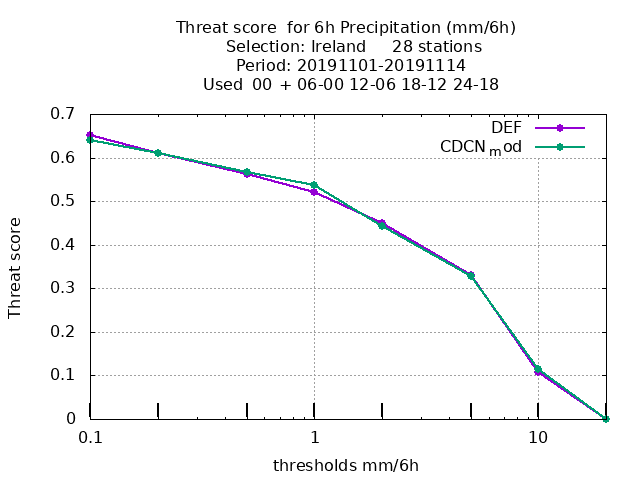 Threat score for 6h Precipitation (mm/6h)
Selection: Ireland 28 stations
Period: 20191101-20191114
Used 00 + 06-00 12-06 18-12 24-18
DEF
CDCN_mod
Threat score
0.7
0.6
0.5
0.4
0.3
0.2
0.1
0
0.1 1 10
thresholds mm/6h